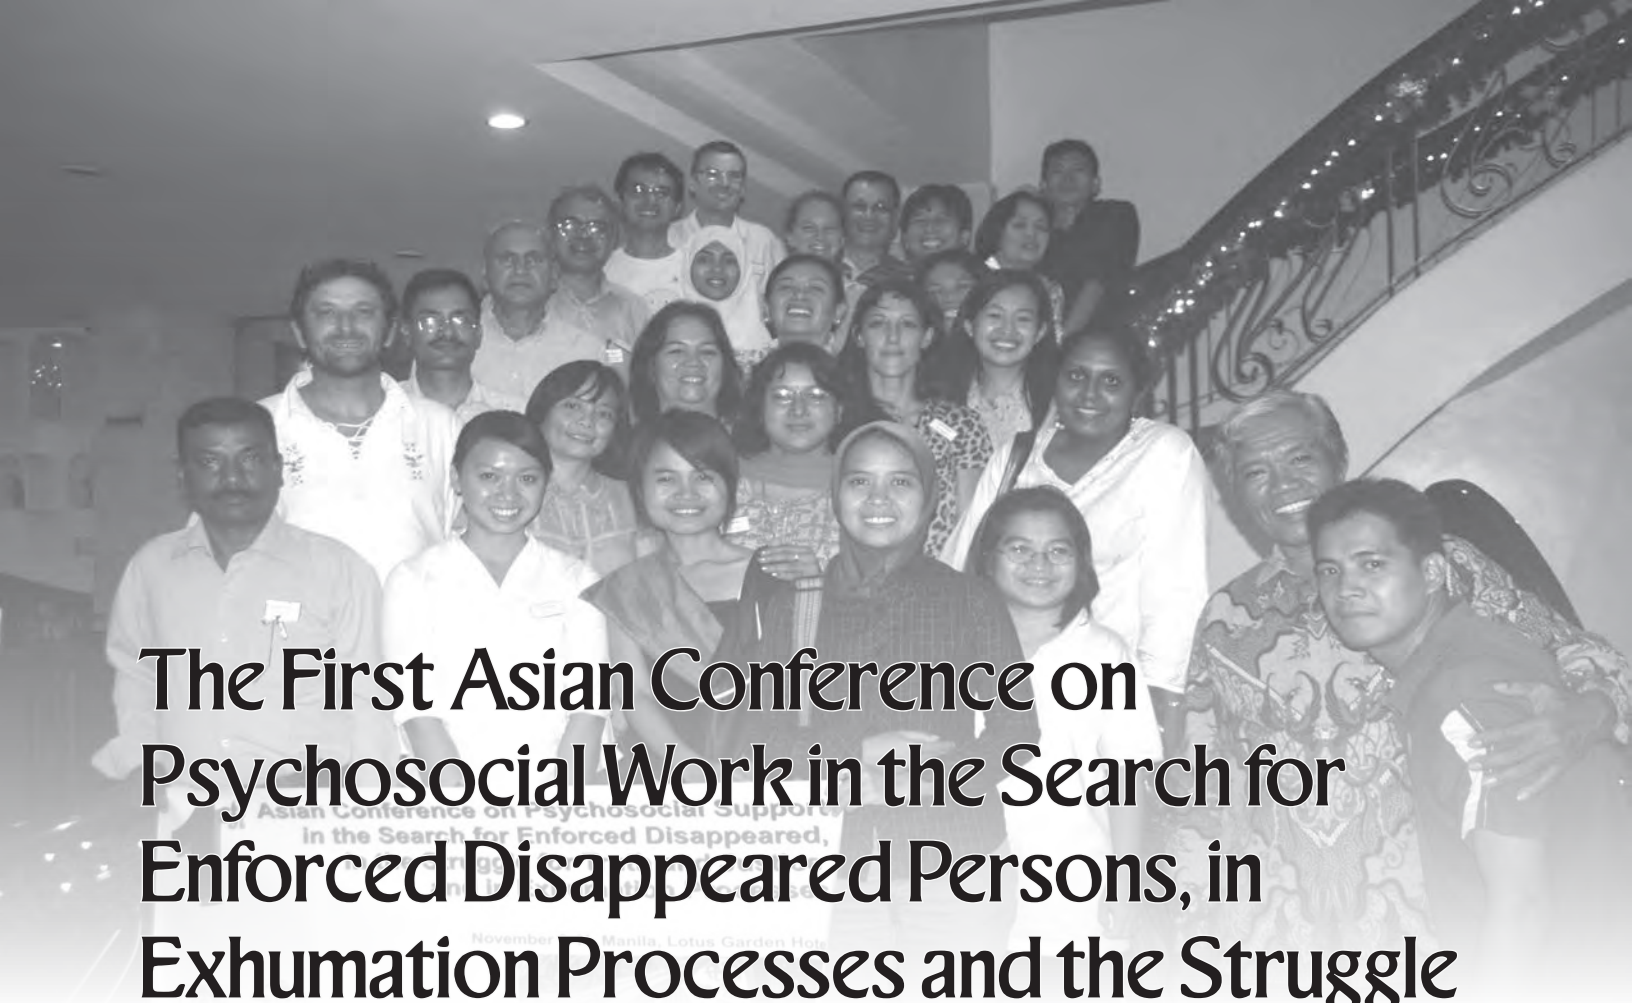 The First Asian Conference on
Psychosocial Work in the Search for
Asian Conference on Psychosocial Support
in the Search for Enforced Disappeared,
Enforced Disappeared Persons, in
November Manila, Lotus Garden
Exhumation Processes and the Struggle